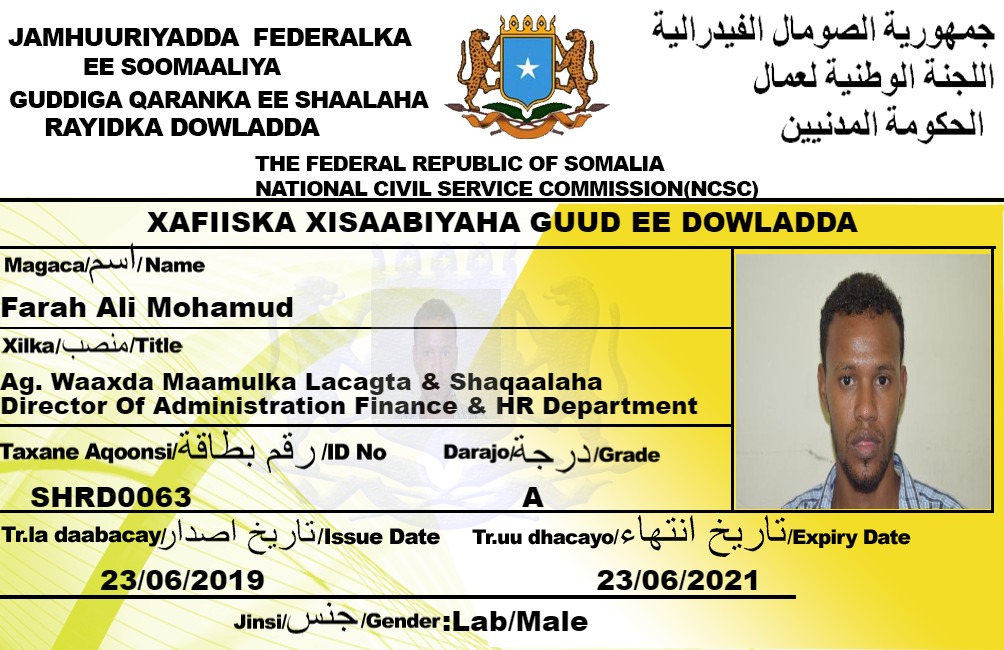 JAMHUURIYADDA FEDERALKA
EE SOOMAALIYA
GUDDIGA QARANKA EE SHAALAHA
RAYIDKA DOWLADDA
جمهورية الصومال الفيدرالية
اللجنة الوطنية لعمال
الحكومة المدنيين
THE FEDERAL REPUBLIC OF SOMALIA
NATIONAL CIVIL SERVICE COMMISSION(NCSC)
XAFIISKA XISAABIYAHA GUUD EE DOWLADDA
Magaca/اسم/Name
Farah Ali Mohamud
Xilka/منصب/Title
Ag. Waaxda Maamulka Lacagta & Shaqaalaha
Director Of Administration Finance & HR Department
Taxane Aqoonsi/رقم بطاقة/ID No Darajo/درجة/Grade
SHRD0063 A
Tr.la daabacay/تاريخ اصدار/Issue Date Tr.uu dhacayo/تاريخ انتهاء/Expiry Date
23/06/2019 23/06/2021
Jinsi/جنس/Gender:Lab/Male